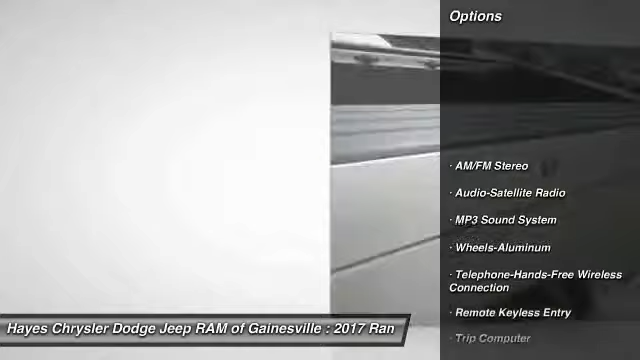 Options
· AM/FM Stereo
· Audio-Satellite Radio
· MP3 Sound System
· Wheels-Aluminum
· Telephone-Hands-Free Wireless
Connection
· Remote Keyless Entry
· Trip Computer
Hayes Chrysler Dodge Jeep RAM of Gainesville : 2017 Ran